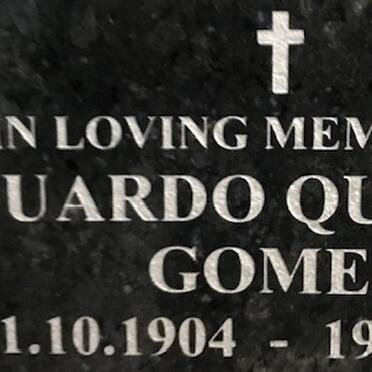 IN LOVING MEM
UARDO QU
GOME
1.10.1904 - 19